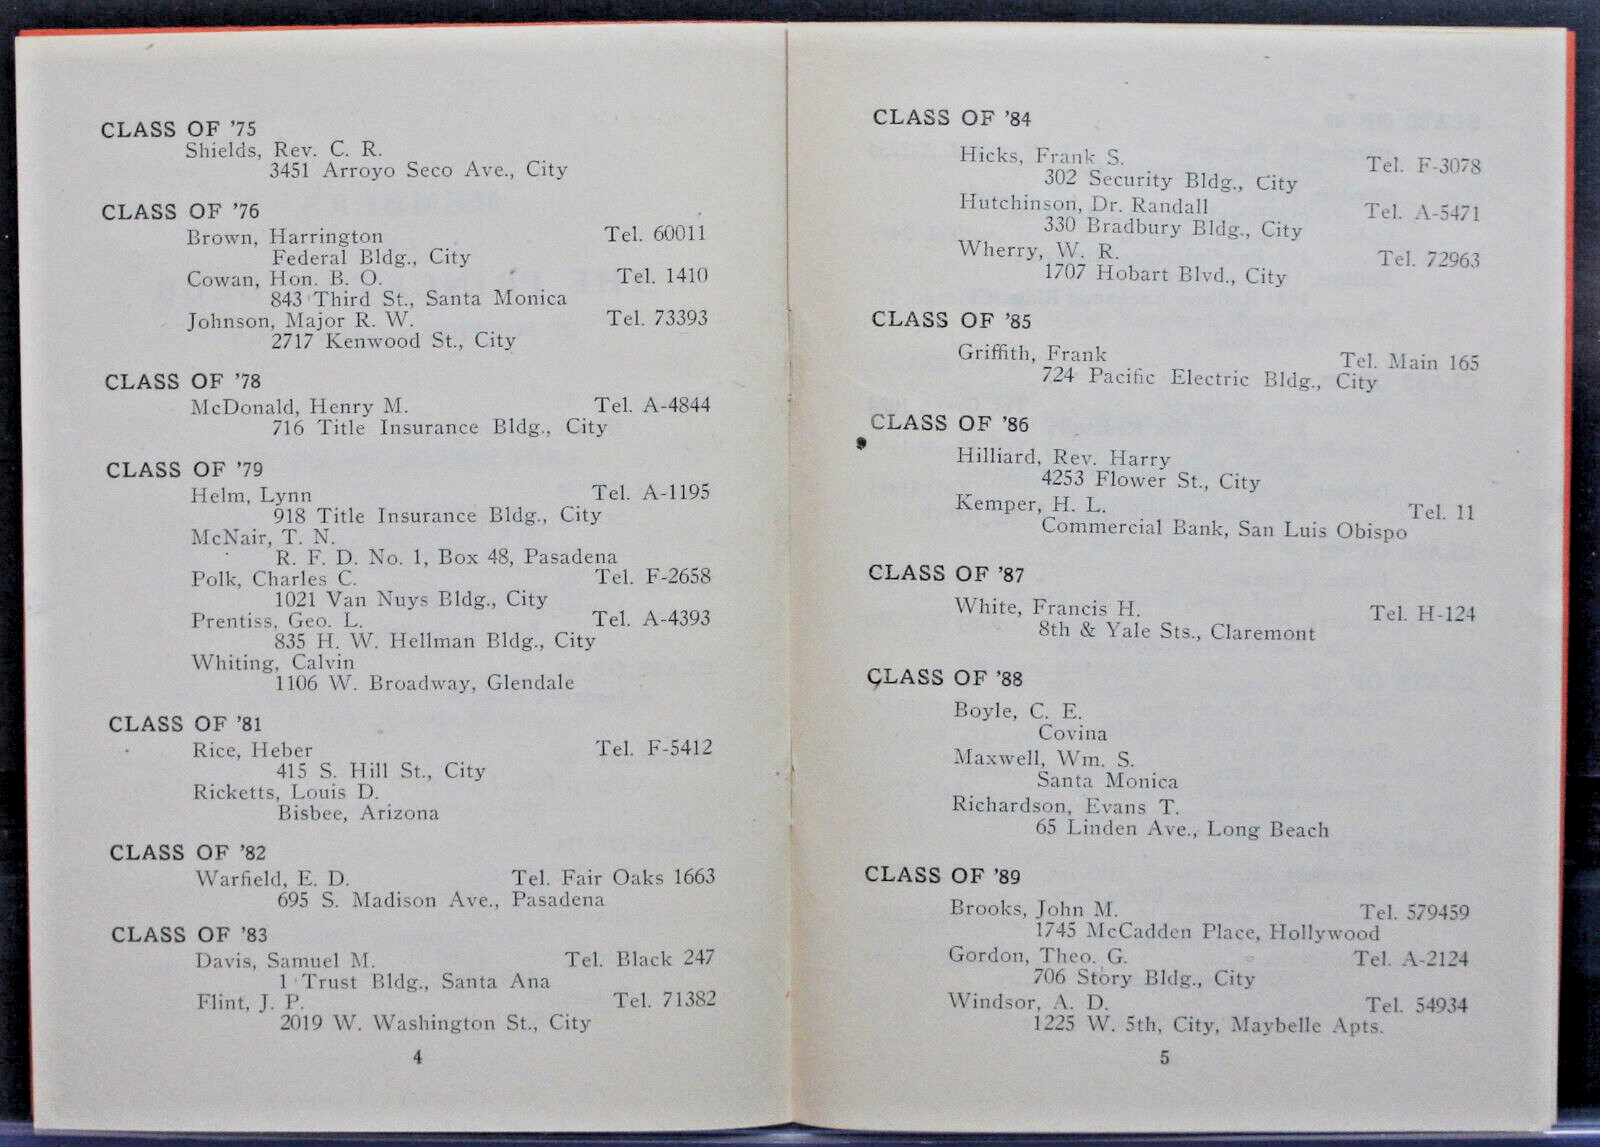 CLASS OF '75
Shields, Rev. C. R.
3451 Arroyo Seco Ave., City
CLASS OF '76
Brown, Harrington Tel. 60011
Federal Bldg., City
Cowan, Hon. B. O. Tel. 1410
843 Third St., Santa Monica
Johnson, Major R. W. Tel. 73393
2717 Kenwood St., City
CLASS OF '78
McDonald, Henry M. Tel. A-4844
716 Title Insurance Bldg., City
CLASS OF '79
Helm, Lynn Tel. A-1195
918 Title Insurance Bldg., City
McNair, T. N.
R. F. D. No. 1, Box 48, Pasadena
Polk, Charles C. Tel. F-2658
1021 Van Nuys Bldg., City
Prentiss, Geo. L. Tel. A-4393
835 H. W. Hellman Bldg., City
Whiting, Calvin
1106 W. Broadway, Glendale
CLASS OF '81
Rice, Heber Tel. F-5412
415 S. Hill St., City
Ricketts, Louis D.
Bisbee, Arizona
CLASS OF '82
Warfield, E. D. Tel. Fair Oaks 1663
695 S. Madison Ave., Pasadena
CLASS OF '83
Davis, Samuel M. Tel. Black 247
1 Trust Bldg., Santa Ana
Flint, J. P. Tel. 71382
2019 W. Washington St., City
4
CLASS OF '84
Hicks, Frank S. Tel. F-3078
302 Security Bldg., City
Hutchinson, Dr. Randall Tel. A-5471
330 Bradbury Bldg., City
Wherry, W. R. Tel. 72963
1707 Hobart Blvd., City
CLASS OF '85
Griffith, Frank Tel. Main 165
724 Pacific Electric Bldg., City
CLASS OF '86
Hilliard, Rev. Harry
4253 Flower St., City
Kemper, H. L. Tel. 11
Commercial Bank, San Luis Obispo
CLASS OF '87
White, Francis H. Tel. H-124
8th & Yale Sts., Claremont
CLASS OF '88
Boyle, C. E.
Covina
Maxwell, Wm. S.
Santa Monica
Richardson, Evans T.
65 Linden Ave., Long Beach
CLASS OF '89
Brooks, John M. Tel. 579459
1745 McCadden Place, Hollywood
Gordon, Theo. G. Tel. A-2124
706 Story Bldg., City
Windsor, A. D. Tel. 54934
1225 W. 5th, City, Maybelle Apts.
5